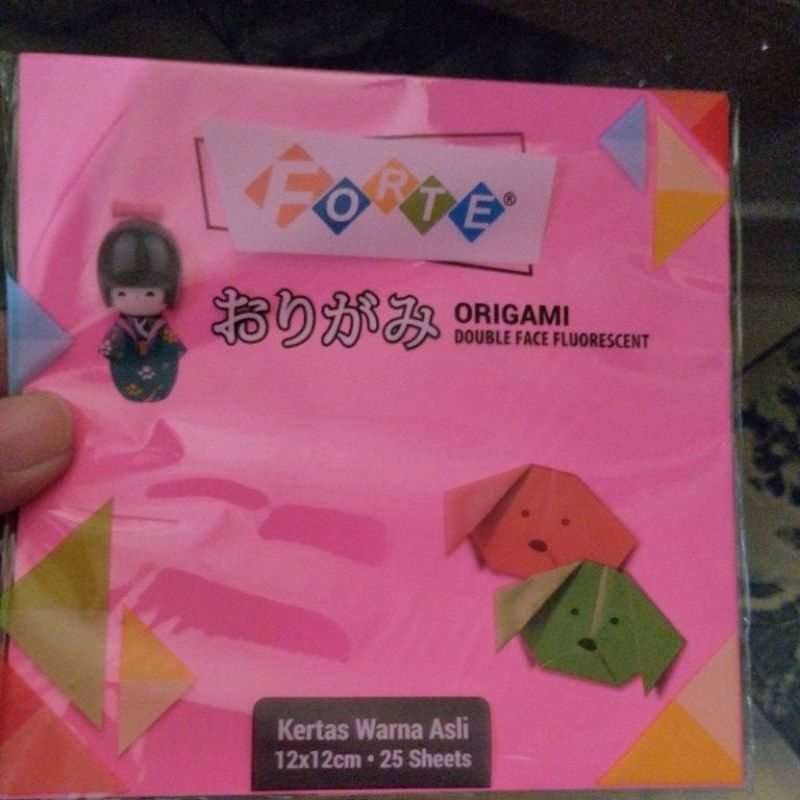 FORTE®
おりがみ ORIGAMI
DOUBLE FACE FLUORESCENT
Kertas Warna Asli
12x12cm • 25 Sheets